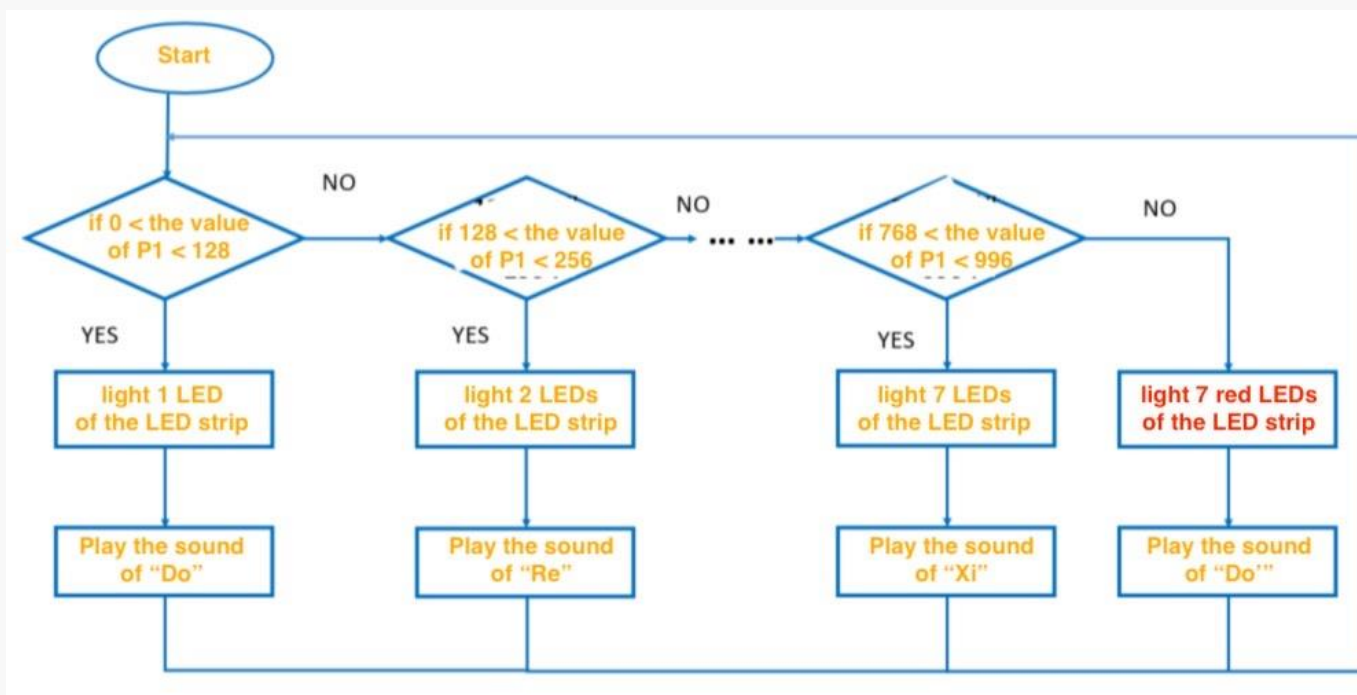 Start
NO
if 0 < the value
of P1 < 128
NO
if 128 < the value
of P1 < 256
... ...
NO
if 768 < the value
of P1 < 996
YES
YES
YES
light 1 LED
of the LED strip
light 2 LEDs
of the LED strip
light 7 LEDs
of the LED strip
light 7 red LEDs
of the LED strip
Play the sound
of “Do”
Play the sound
of “Re”
Play the sound
of “Xi”
Play the sound
of “Do’”